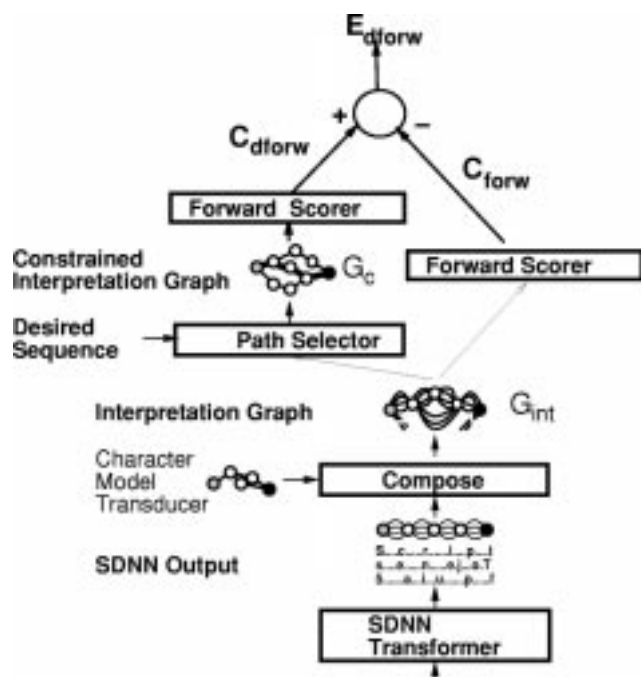 E_dforw
+ −
C_dforw
C_forw
Forward Scorer
Constrained
Interpretation Graph
G_c
Forward Scorer
Desired
Sequence
Path Selector
Interpretation Graph
G_int
Character
Model
Transducer
Compose
SDNN Output
SDNN
Transformer